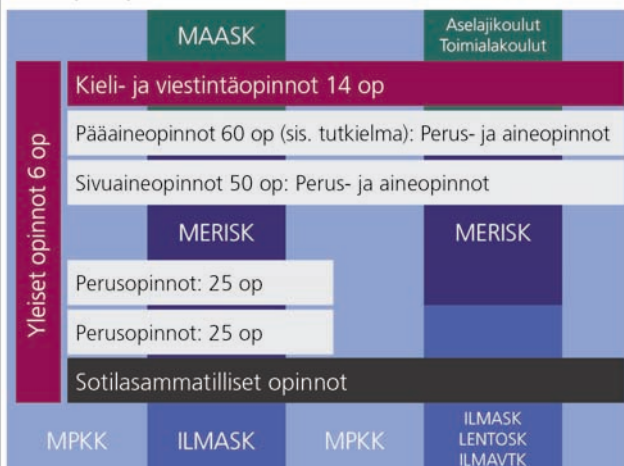 MAASK
Aselajikoulut
Toimialakoulut
Yleiset opinnot 6 op
Kieli- ja viestintäopinnot 14 op
Pääaineopinnot 60 op (sis. tutkielma): Perus- ja aineopinnot
Sivuaineopinnot 50 op: Perus- ja aineopinnot
MERISK
MERISK
Perusopinnot: 25 op
Perusopinnot: 25 op
Sotilasammatilliset opinnot
MPKK
ILMASK
MPKK
ILMASK
LENTOSK
ILMAVTK